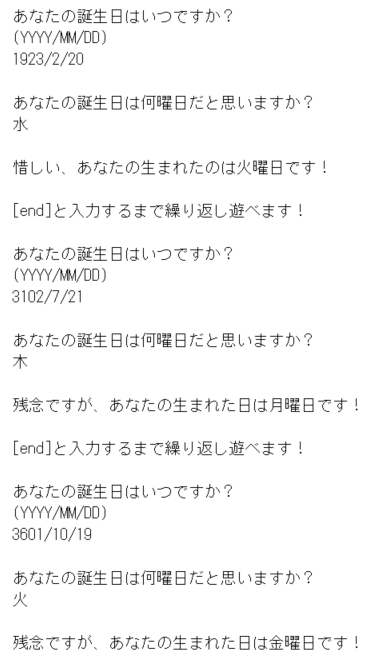 あなたの誕生日はいつですか？
(YYYY/MM/DD)
1923/2/20
あなたの誕生日は何曜日だと思いますか？
水
惜しい、あなたの生まれたのは火曜日です！
[end]と入力するまで繰り返し遊べます！
あなたの誕生日はいつですか？
(YYYY/MM/DD)
3102/7/21
あなたの誕生日は何曜日だと思いますか？
木
残念ですが、あなたの生まれた日は月曜日です！
[end]と入力するまで繰り返し遊べます！
あなたの誕生日はいつですか？
(YYYY/MM/DD)
3601/10/19
あなたの誕生日は何曜日だと思いますか？
火
残念ですが、あなたの生まれた日は金曜日です！